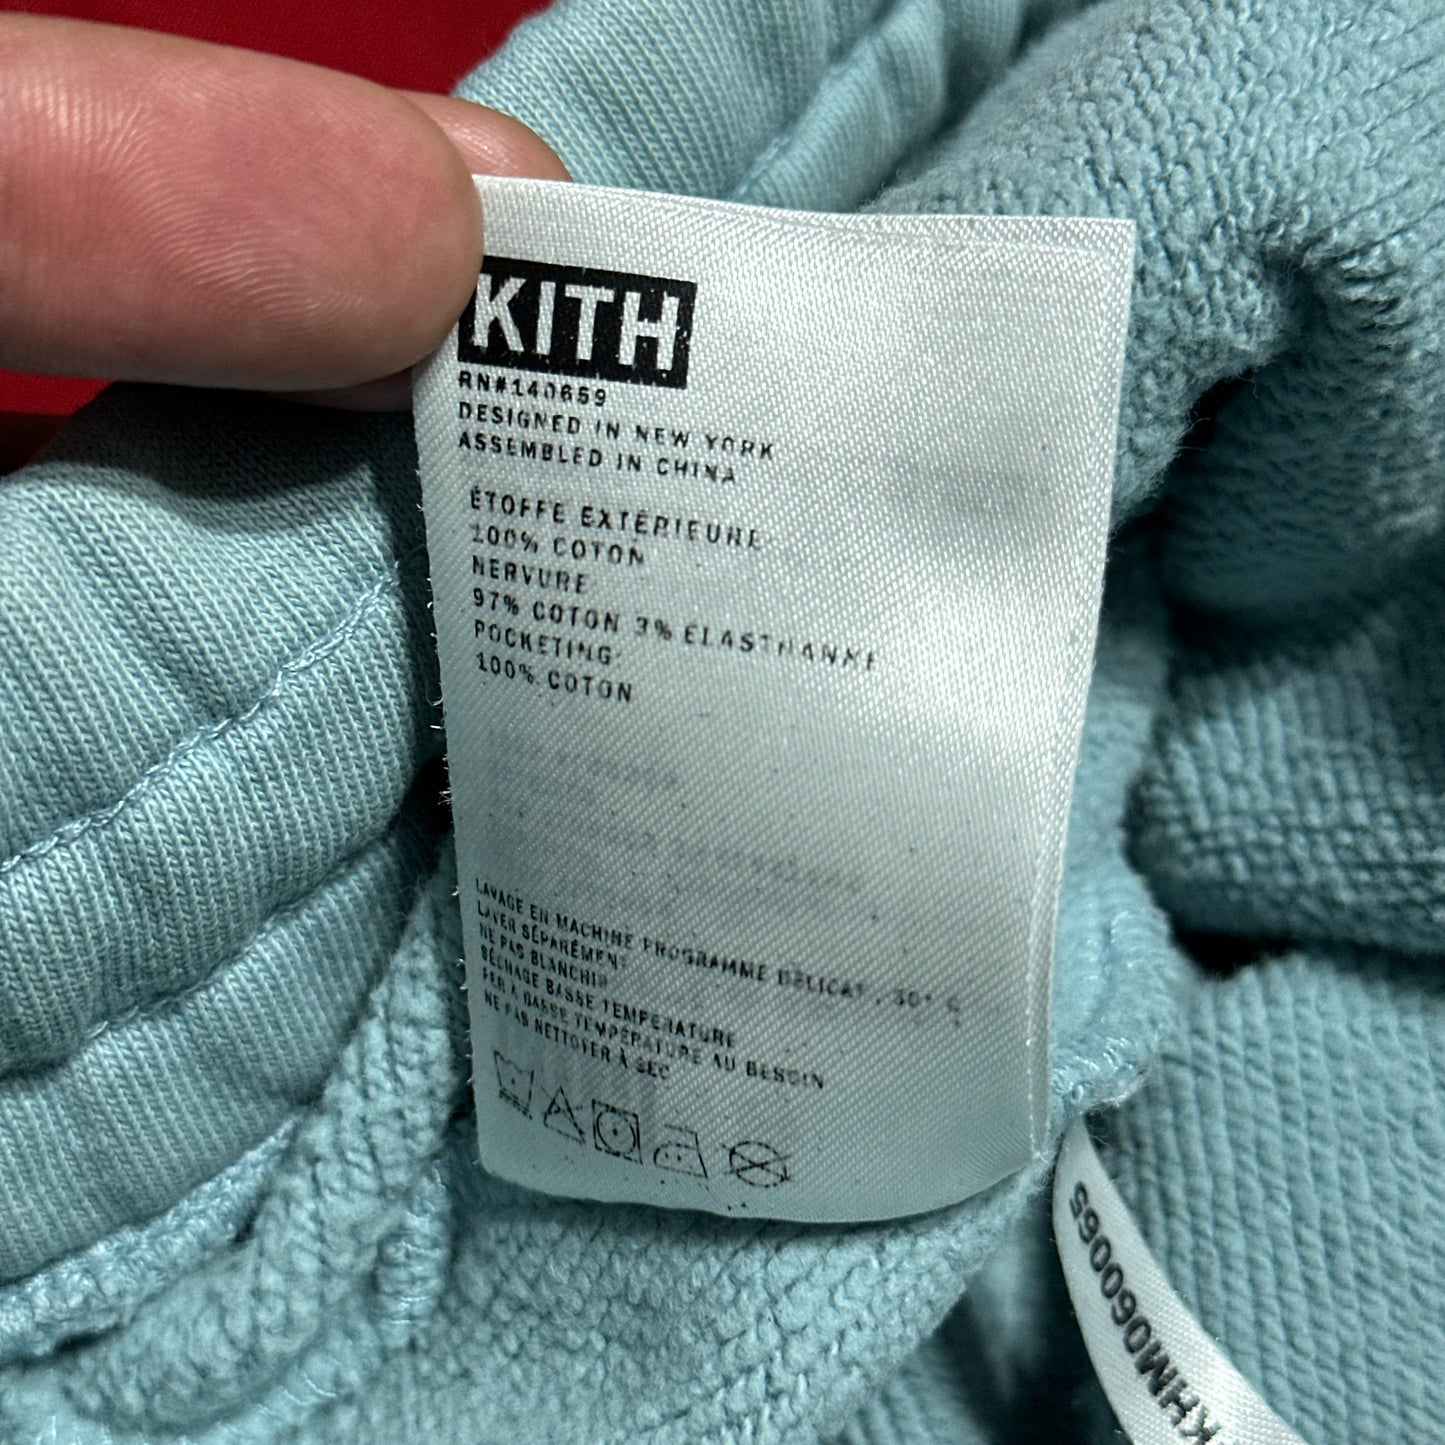 KITH
RN#140659
DESIGNED IN NEW YORK
ASSEMBLED IN CHINA
ÉTOFFE EXTÉRIEURE
100% COTON
NERVURE
97% COTON 3% ÉLASTHANNE
POCKETING
100% COTON
LAVAGE EN MACHINE PROGRAMME DÉLICAT, 30° C
LAVER SÉPARÉMENT
NE PAS BLANCHIR
SÉCHAGE BASSE TEMPÉRATURE
FER À BASSE TEMPÉRATURE AU BESOIN
NE PAS NETTOYER À SEC
KHM060065